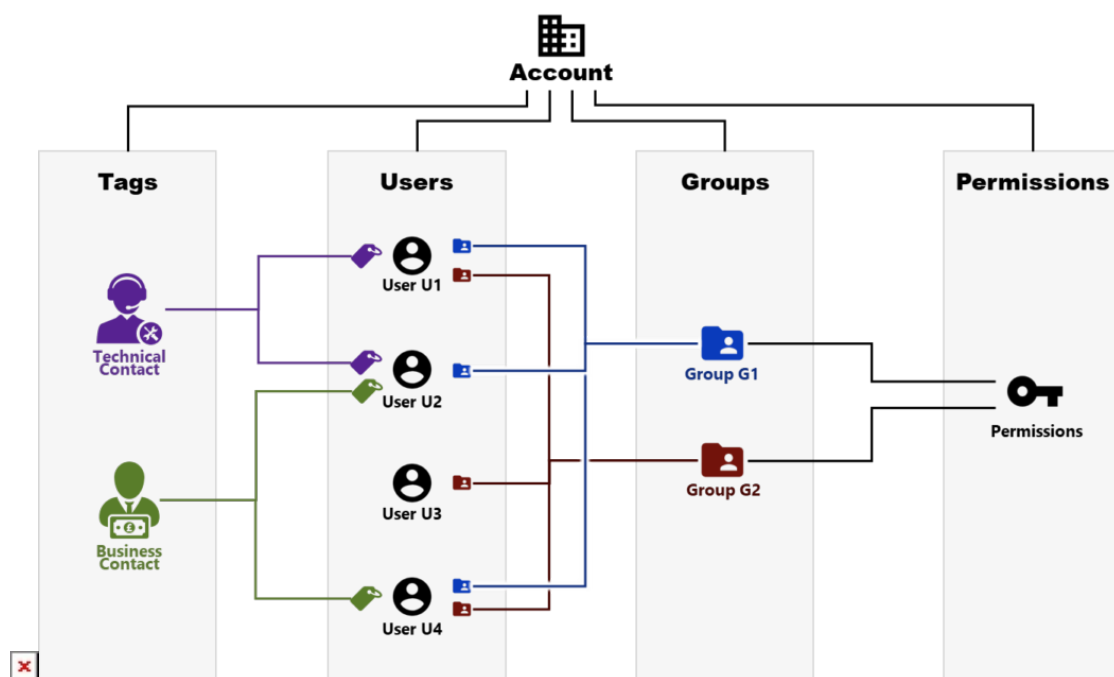 Account
Tags
Users
Groups
Permissions
User U1
Technical
Contact
Group G1
User U2
Permissions
Group G2
User U3
£
Business
Contact
User U4